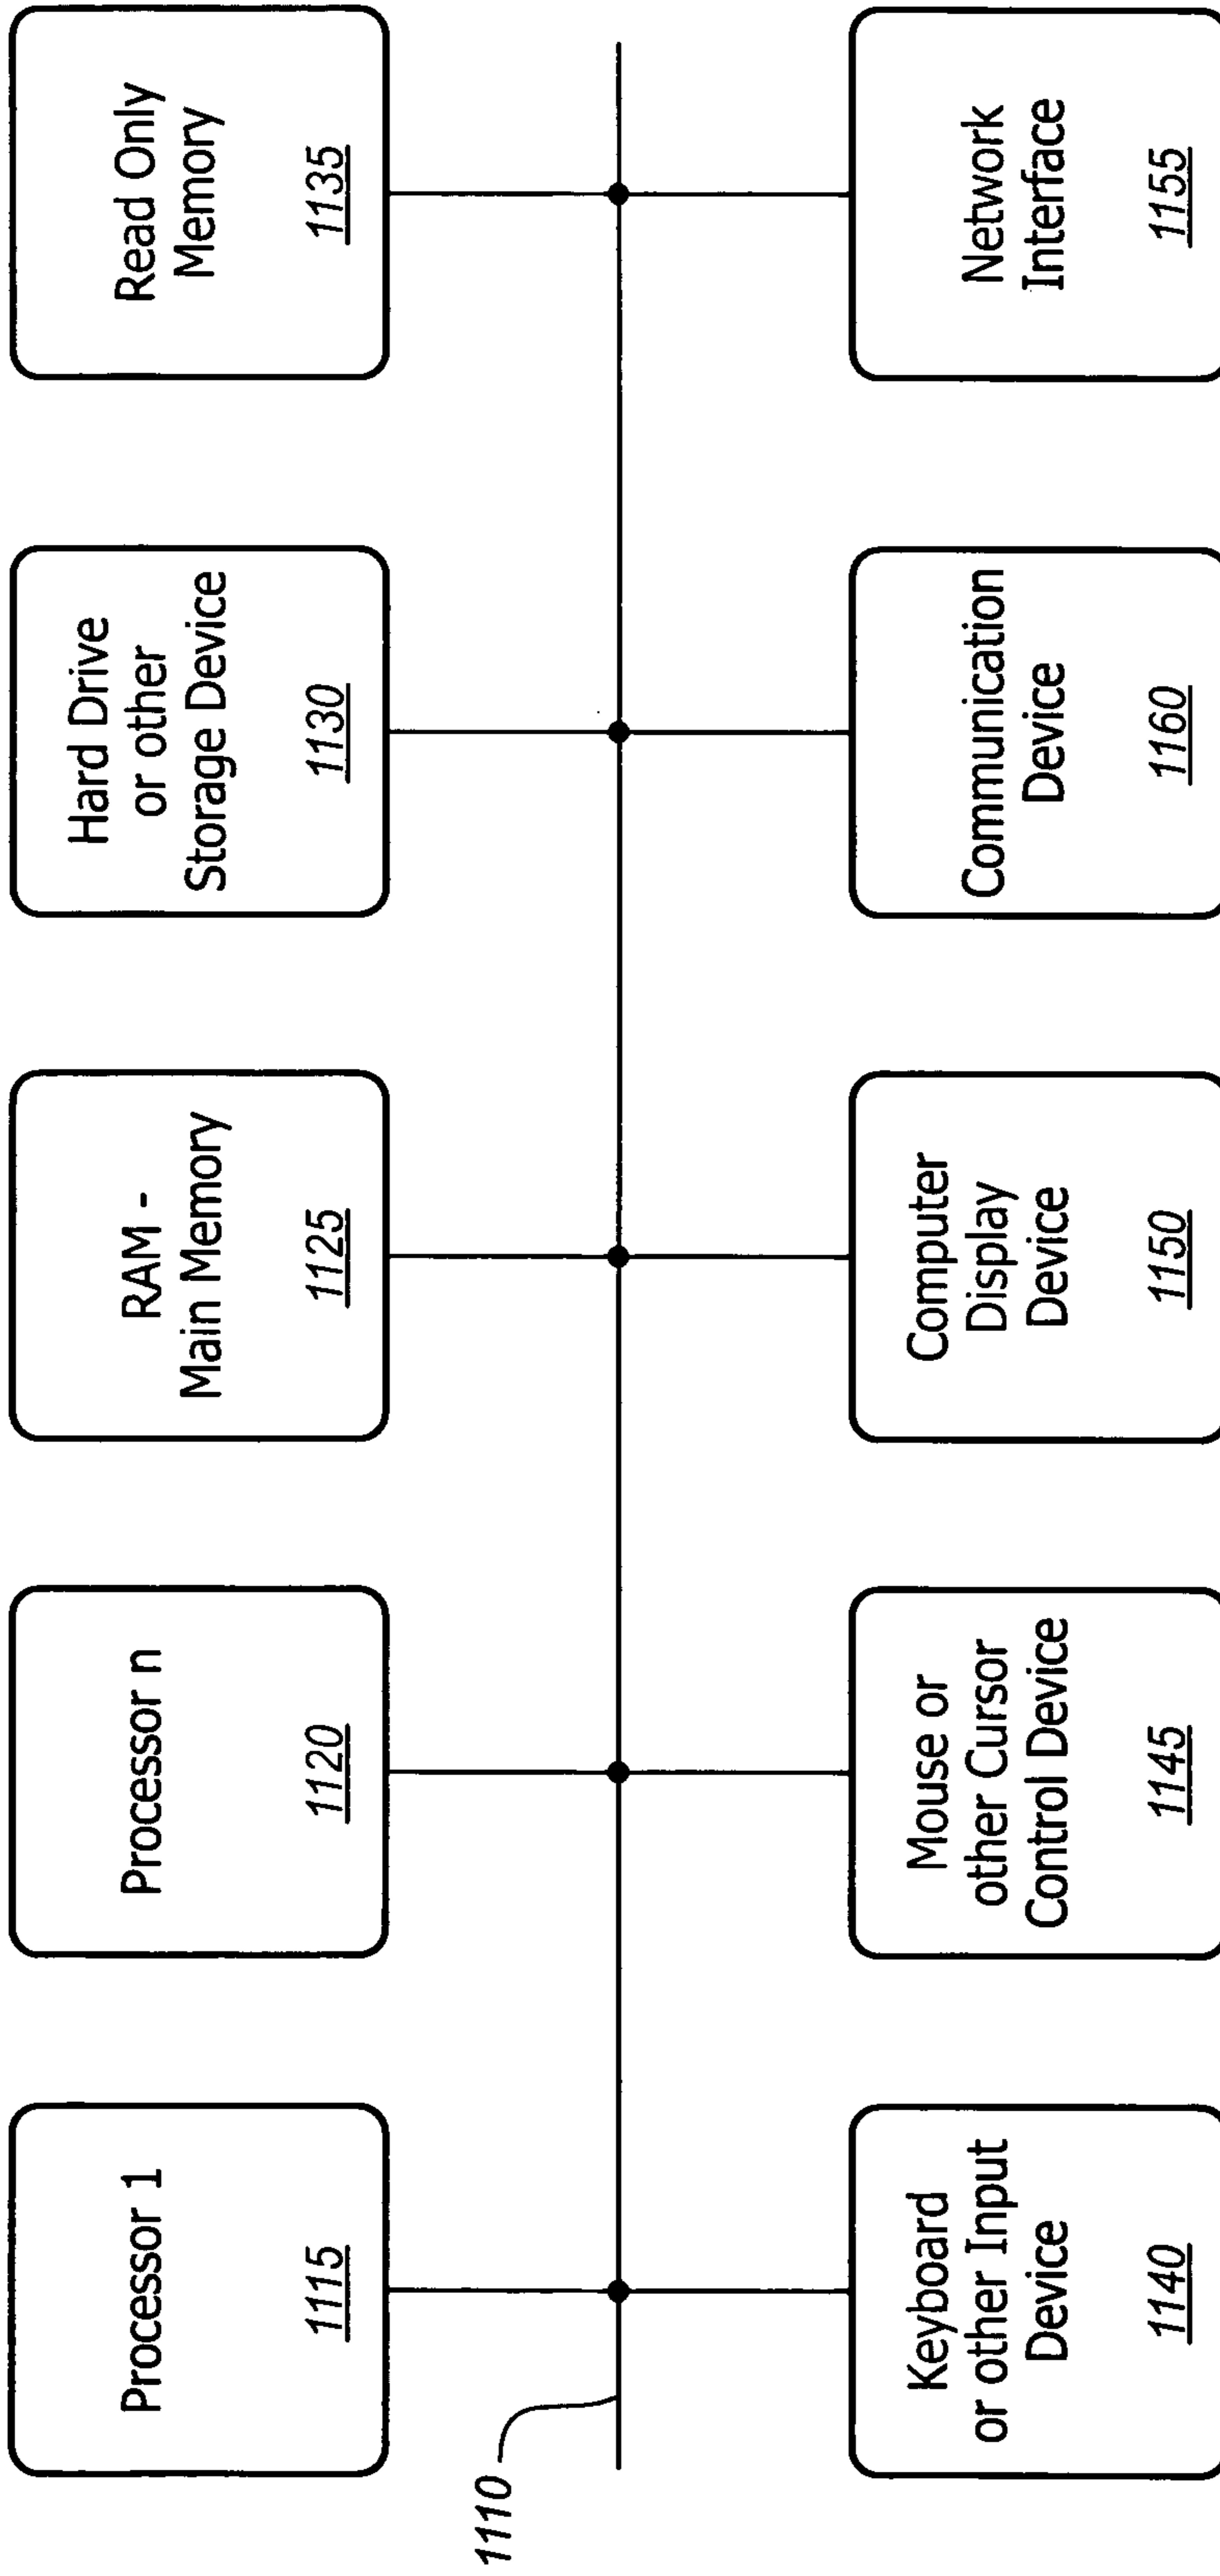 Processor 1
1115
Processor n
1120
RAM -
Main Memory
1125
Hard Drive
or other
Storage Device
1130
Read Only
Memory
1135
1110
Keyboard
or other Input
Device
1140
Mouse or
other Cursor
Control Device
1145
Computer
Display
Device
1150
Communication
Device
1160
Network
Interface
1155